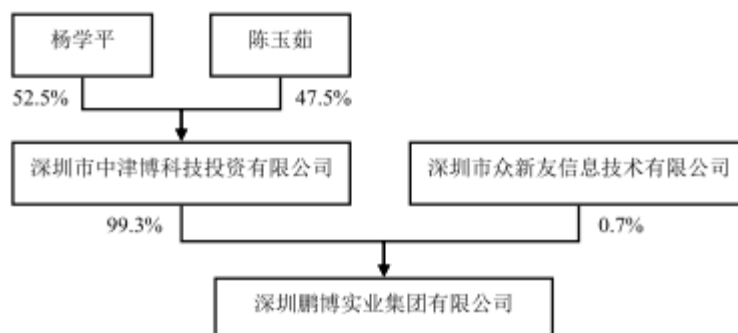 杨学平
陈玉茹
52.5%
47.5%
深圳市中津博科技投资有限公司
深圳市众新友信息技术有限公司
99.3%
0.7%
深圳鹏博实业集团有限公司